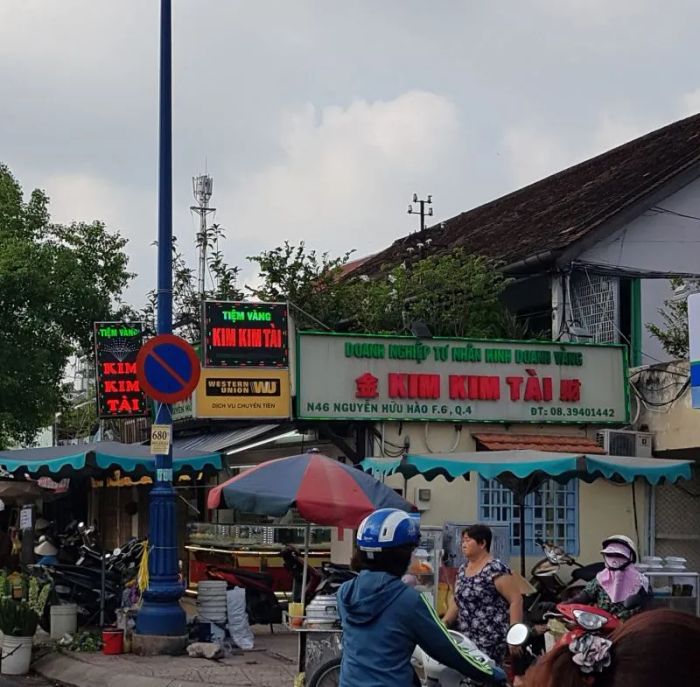 TIỆM VÀNG
KIM
KIM
TÀI
TIỆM VÀNG
KIM KIM TÀI
WESTERN UNION WU
DỊCH VỤ CHUYỂN TIỀN
DOANH NGHIỆP TƯ NHÂN KINH DOANH VÀNG
金 KIM KIM TÀI 財
N46 NGUYỄN HỮU HÀO F.6, Q.4 ĐT: 08.39401442
680